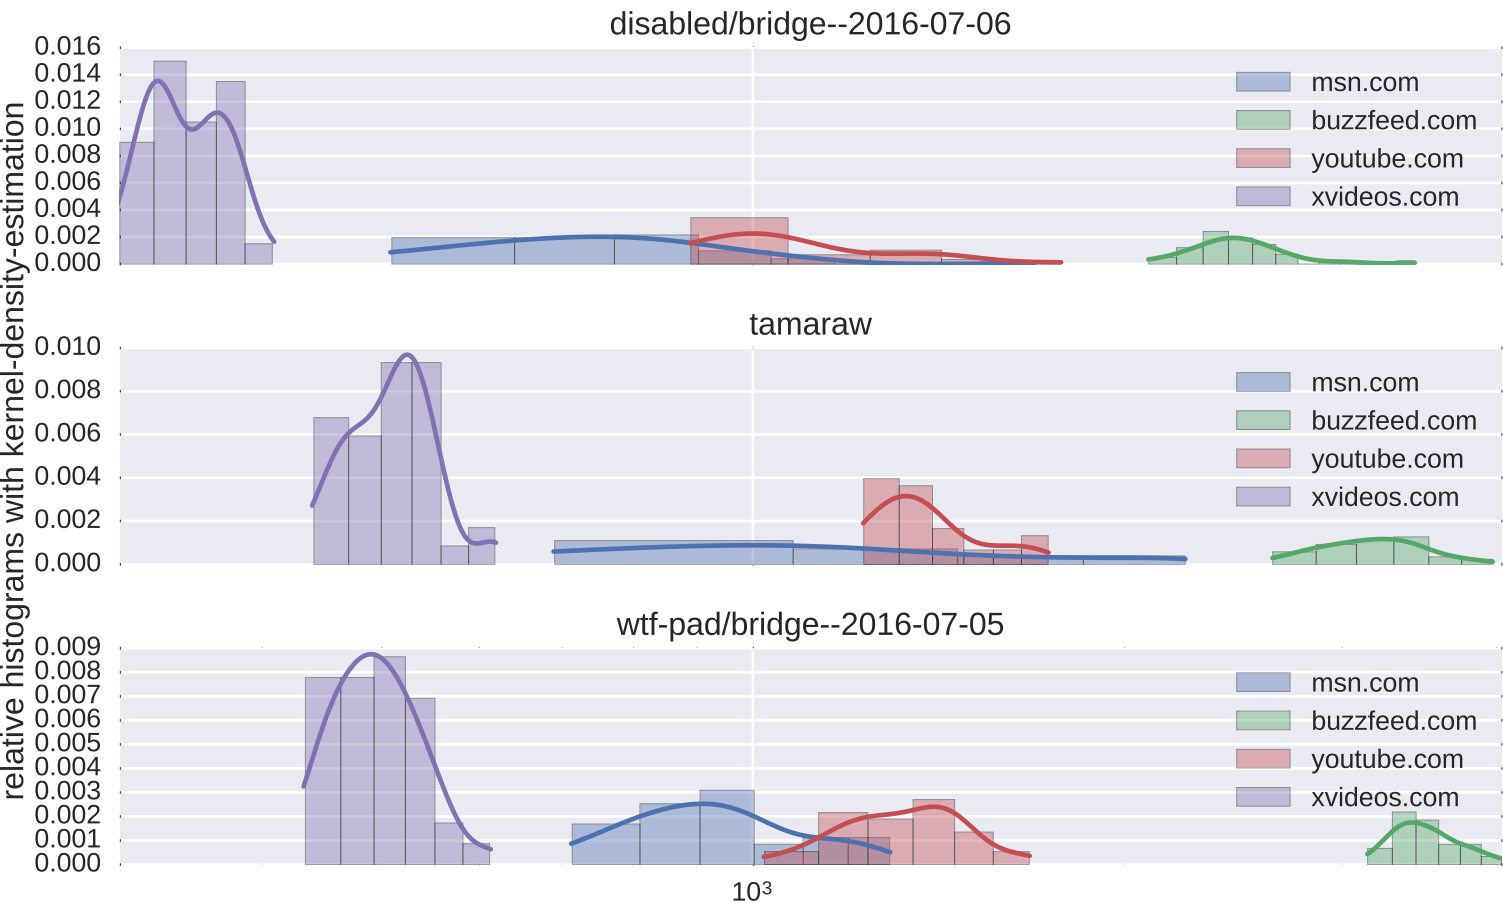 disabled/bridge--2016-07-06
0.016
0.014
0.012
0.010
0.008
0.006
0.004
0.002
0.000
msn.com
buzzfeed.com
youtube.com
xvideos.com
relative histograms with kernel-density-estimation
tamaraw
0.010
0.008
0.006
0.004
0.002
0.000
msn.com
buzzfeed.com
youtube.com
xvideos.com
wtf-pad/bridge--2016-07-05
0.009
0.008
0.007
0.006
0.005
0.004
0.003
0.002
0.001
0.000
msn.com
buzzfeed.com
youtube.com
xvideos.com
10³